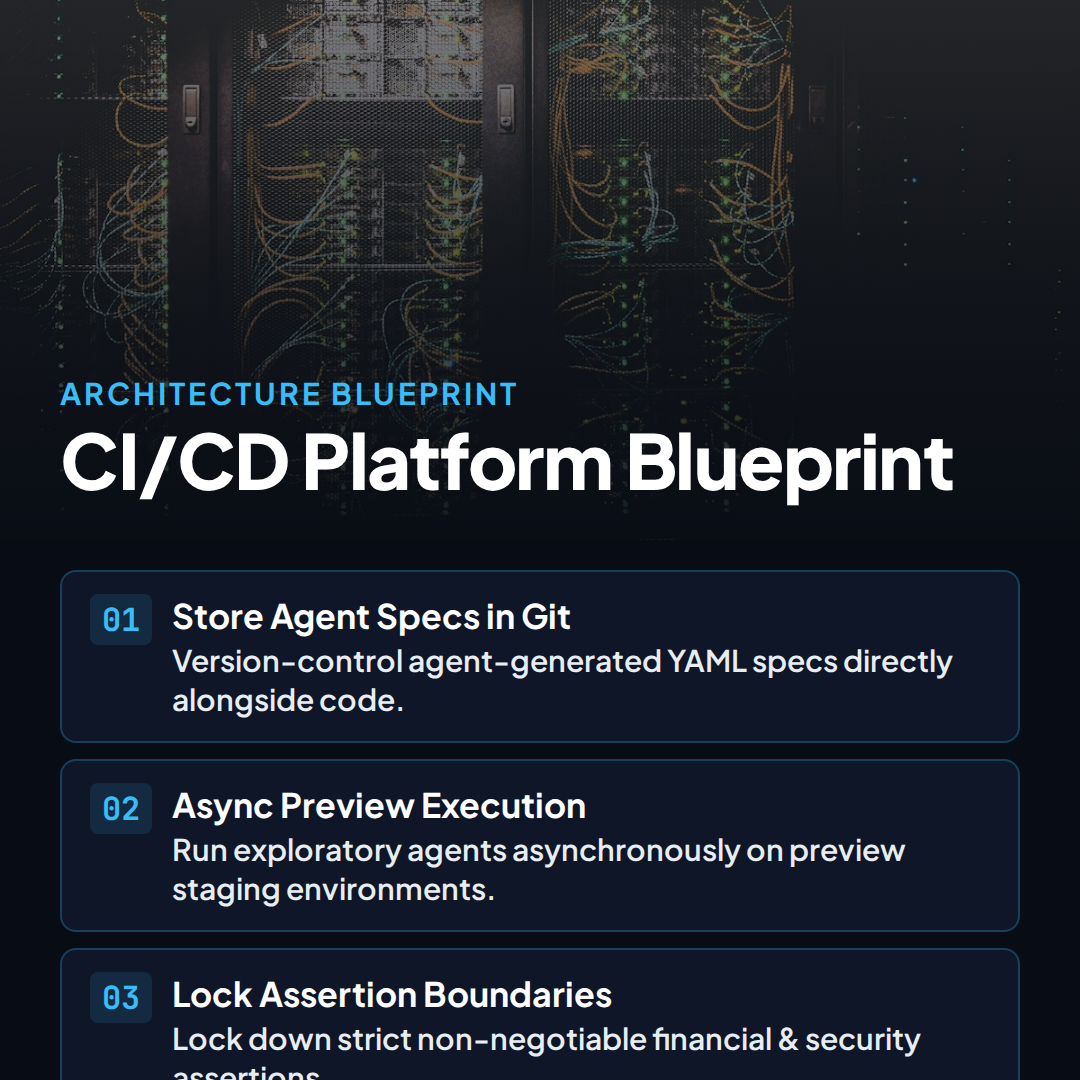 ARCHITECTURE BLUEPRINT
CI/CD Platform Blueprint
01
Store Agent Specs in Git
Version-control agent-generated YAML specs directly
alongside code.
02
Async Preview Execution
Run exploratory agents asynchronously on preview
staging environments.
03
Lock Assertion Boundaries
Lock down strict non-negotiable financial & security
assertions.